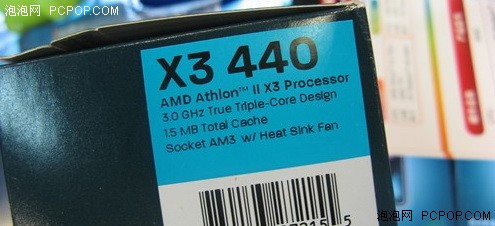 泡泡网 PCPOP.COM
X3 440
AMD Athlon™ II X3 Processor
3.0 GHz True Triple-Core Design
1.5 MB Total Cache
Socket AM3 w/ Heat Sink Fan
5
泡泡网 PCPOP.COM